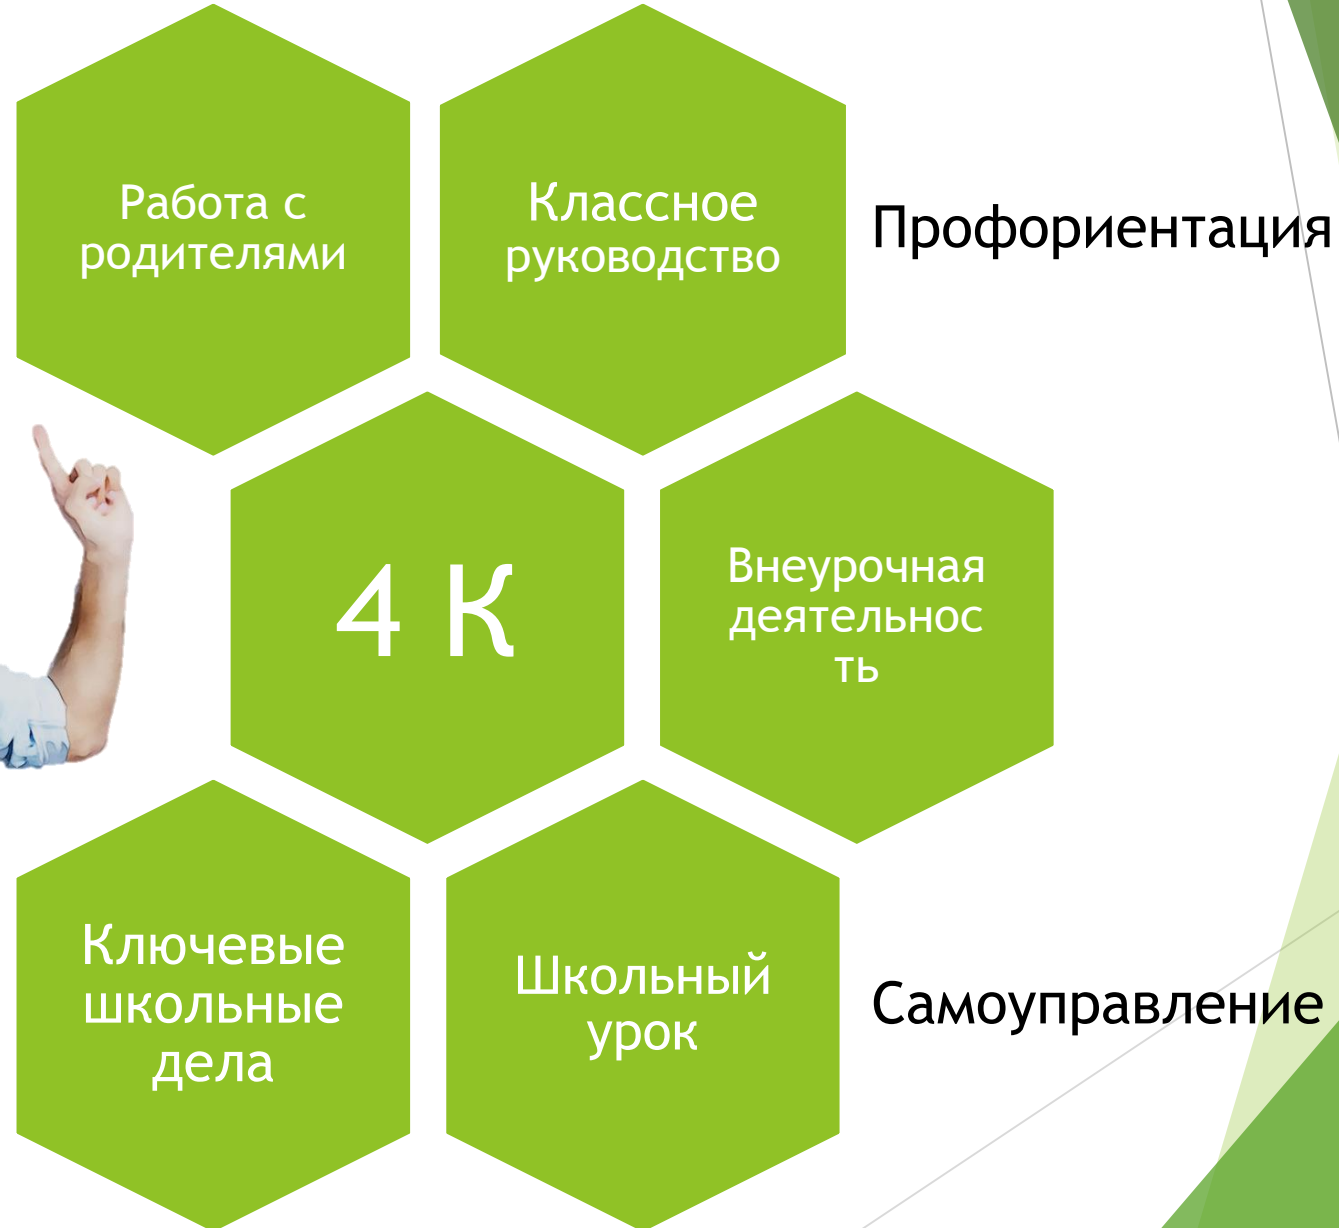 Работа с
родителями
Классное
руководство
Профориентация
4 К
Внеурочная
деятельнос
ть
Ключевые
школьные
дела
Школьный
урок
Самоуправление